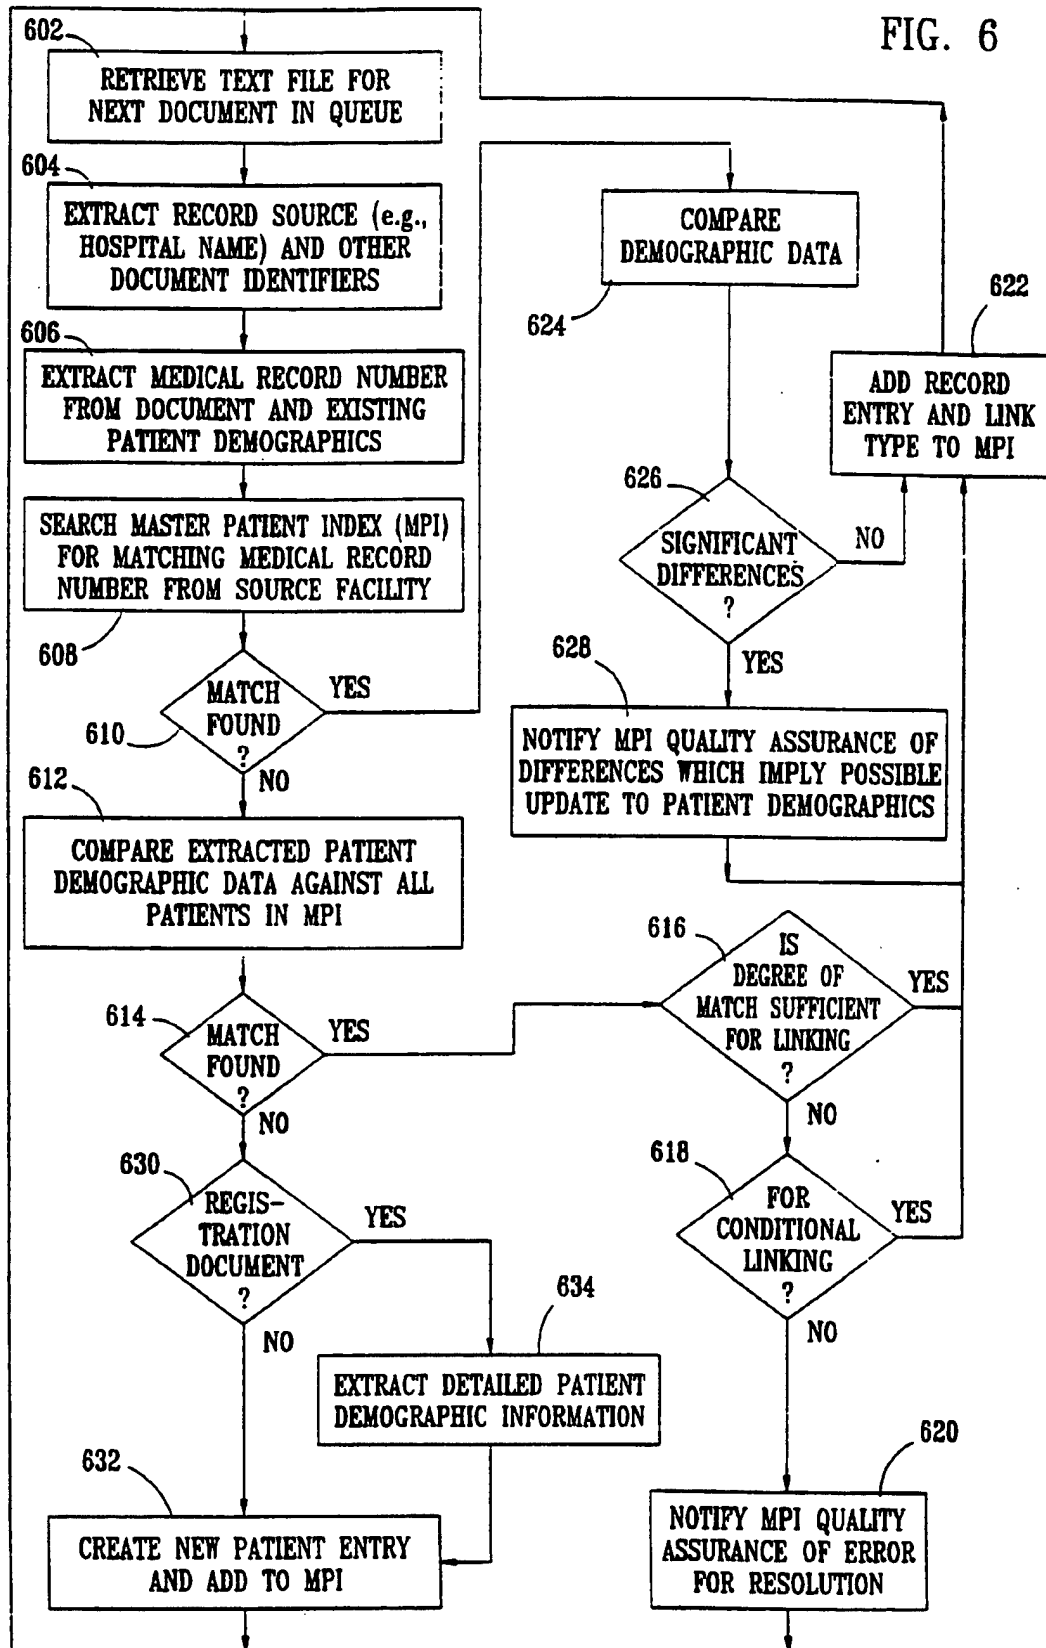 FIG. 6
602
RETRIEVE TEXT FILE FOR
NEXT DOCUMENT IN QUEUE
604
EXTRACT RECORD SOURCE (e.g.,
HOSPITAL NAME) AND OTHER
DOCUMENT IDENTIFIERS
606
EXTRACT MEDICAL RECORD NUMBER
FROM DOCUMENT AND EXISTING
PATIENT DEMOGRAPHICS
SEARCH MASTER PATIENT INDEX (MPI)
FOR MATCHING MEDICAL RECORD
NUMBER FROM SOURCE FACILITY
608
MATCH
FOUND
?
610
YES
NO
612
COMPARE EXTRACTED PATIENT
DEMOGRAPHIC DATA AGAINST ALL
PATIENTS IN MPI
614
MATCH
FOUND
?
YES
NO
630
REGIS-
TRATION
DOCUMENT
?
YES
NO
634
EXTRACT DETAILED PATIENT
DEMOGRAPHIC INFORMATION
632
CREATE NEW PATIENT ENTRY
AND ADD TO MPI
COMPARE
DEMOGRAPHIC DATA
624
622
ADD RECORD
ENTRY AND LINK
TYPE TO MPI
626
SIGNIFICANT
DIFFERENCES
?
NO
YES
628
NOTIFY MPI QUALITY ASSURANCE OF
DIFFERENCES WHICH IMPLY POSSIBLE
UPDATE TO PATIENT DEMOGRAPHICS
616
IS
DEGREE OF
MATCH SUFFICIENT
FOR LINKING
?
YES
NO
618
FOR
CONDITIONAL
LINKING
?
YES
NO
620
NOTIFY MPI QUALITY
ASSURANCE OF ERROR
FOR RESOLUTION